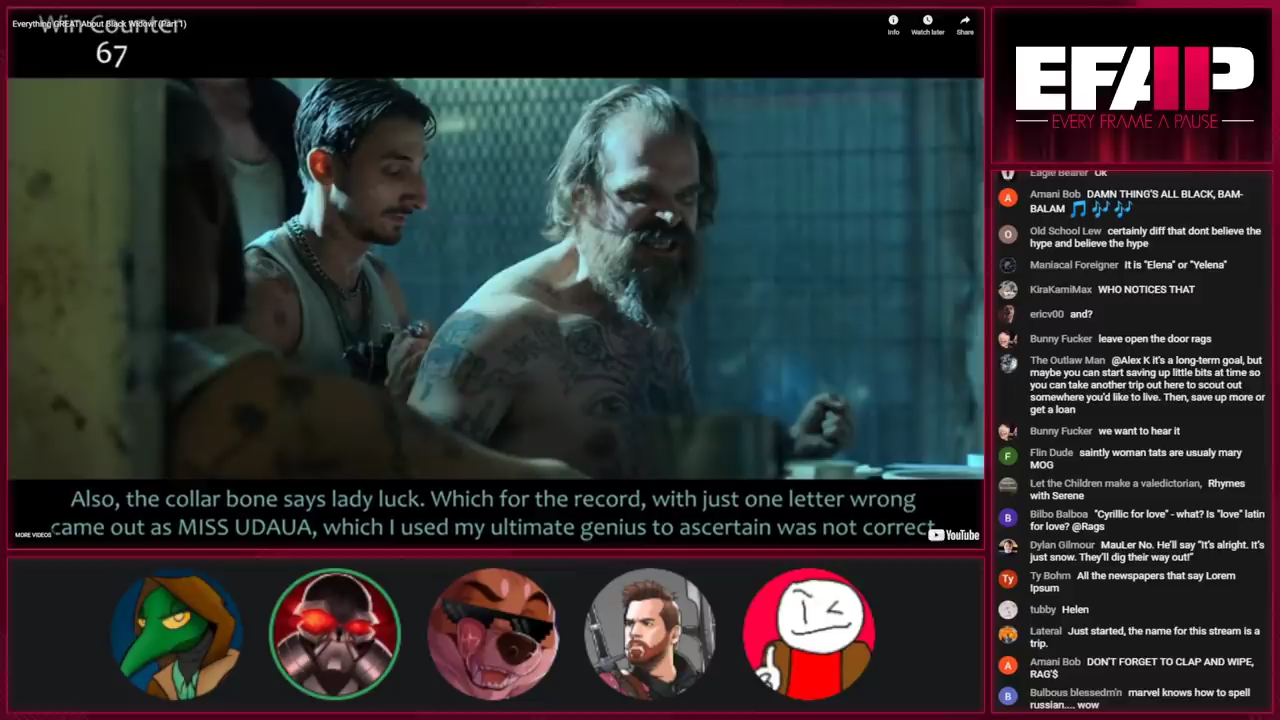 Everything GREAT About Black Widow! (Part 1)
Win Counter
67
Info
Watch later
Share
Also, the collar bone says lady luck. Which for the record, with just one letter wrong
came out as MISS UDAUA, which I used my ultimate genius to ascertain was not correct
MORE VIDEOS
YouTube
EFAP
EVERY FRAME A PAUSE
Eagle Bearer Ok
Amani Bob DAMN THING'S ALL BLACK, BAM-
BALAM 🎵 🎶 🎶
Old School Lew certainly diff that dont believe the
hype and believe the hype
Maniacal Foreigner It is "Elena" or "Yelena"
KiraKamiMax WHO NOTICES THAT
ericv00 and?
Bunny Fucker leave open the door rags
The Outlaw Man @Alex K it's a long-term goal, but
maybe you can start saving up little bits at time so
you can take another trip out here to scout out
somewhere you'd like to live. Then, save up more or
get a loan
Bunny Fucker we want to hear it
Flin Dude saintly woman tats are usualy mary
MOG
Let the Children make a valedictorian, Rhymes
with Serene
Bilbo Balboa "Cyrillic for love" - what? Is "love" latin
for love? @Rags
Dylan Gilmour MauLer No. He'll say "It's alright. It's
just snow. They'll dig their way out!"
Ty Bohm All the newspapers that say Lorem
Ipsum
tubby Helen
Lateral Just started, the name for this stream is a
trip.
Amani Bob DON'T FORGET TO CLAP AND WIPE,
RAG'$
Bulbous blessedm'n marvel knows how to spell
russian.... wow